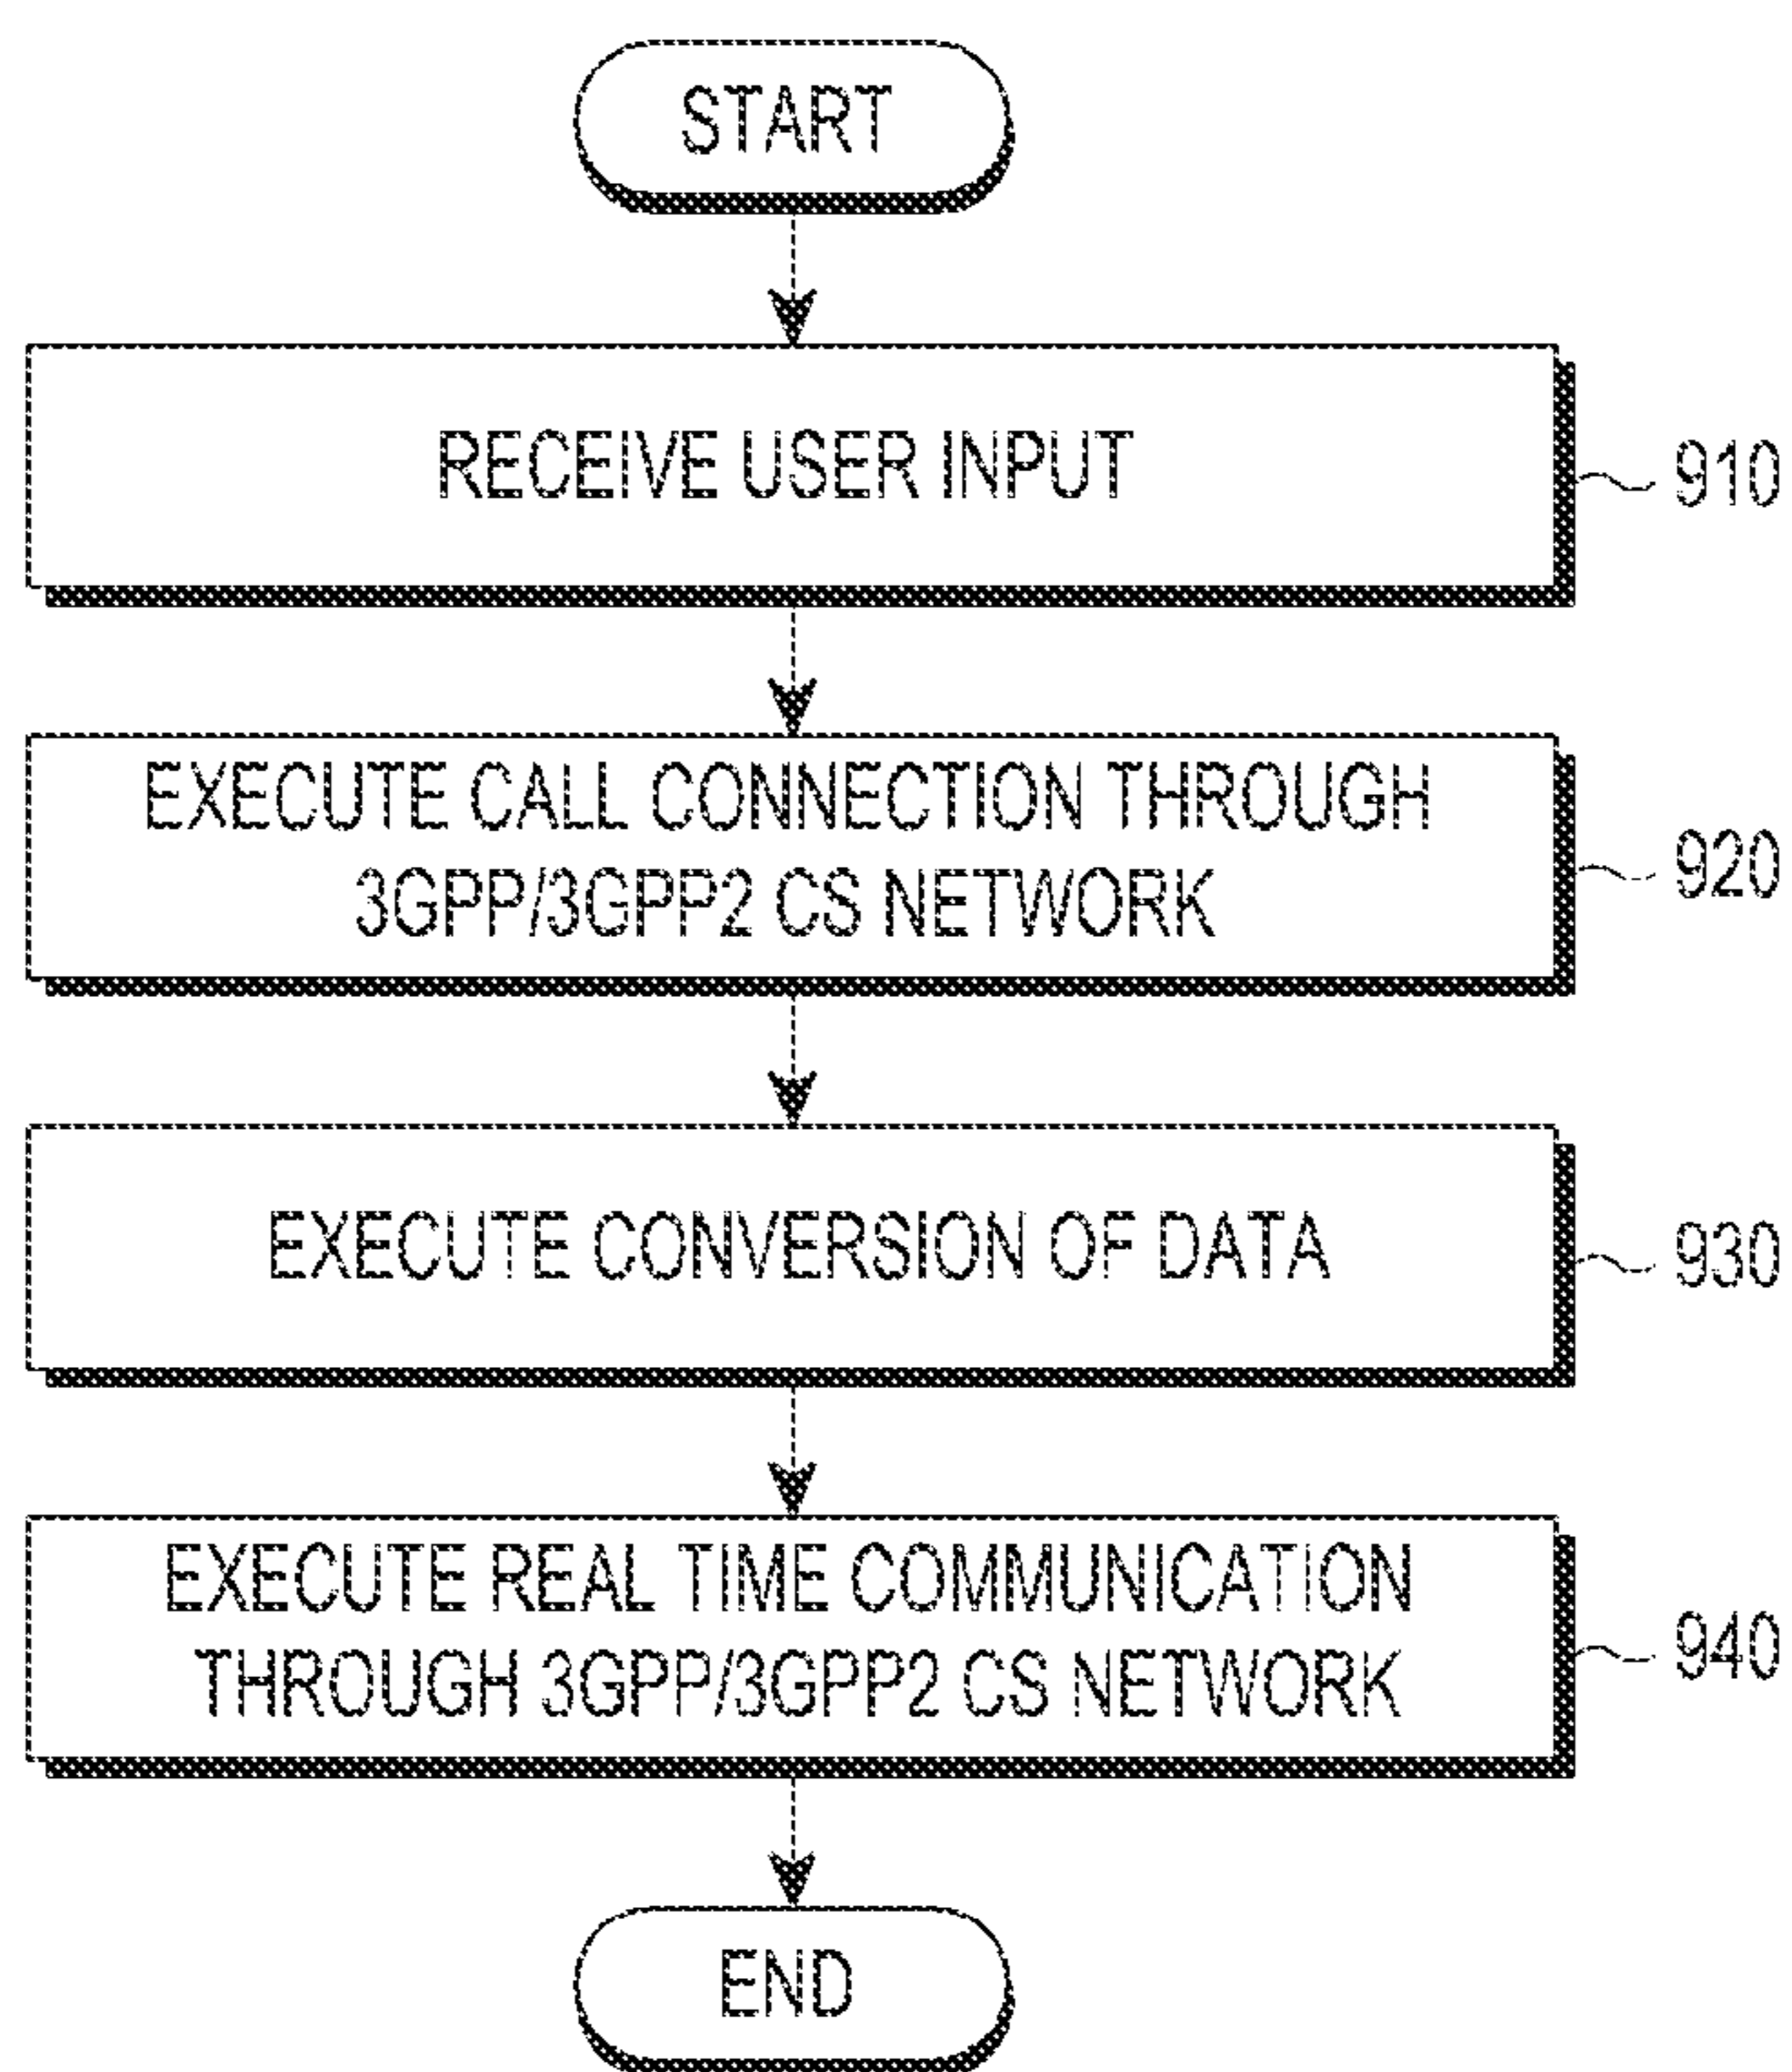 START
RECEIVE USER INPUT
910
EXECUTE CALL CONNECTION THROUGH
3GPP/3GPP2 CS NETWORK
920
EXECUTE CONVERSION OF DATA
930
EXECUTE REAL TIME COMMUNICATION
THROUGH 3GPP/3GPP2 CS NETWORK
940
END